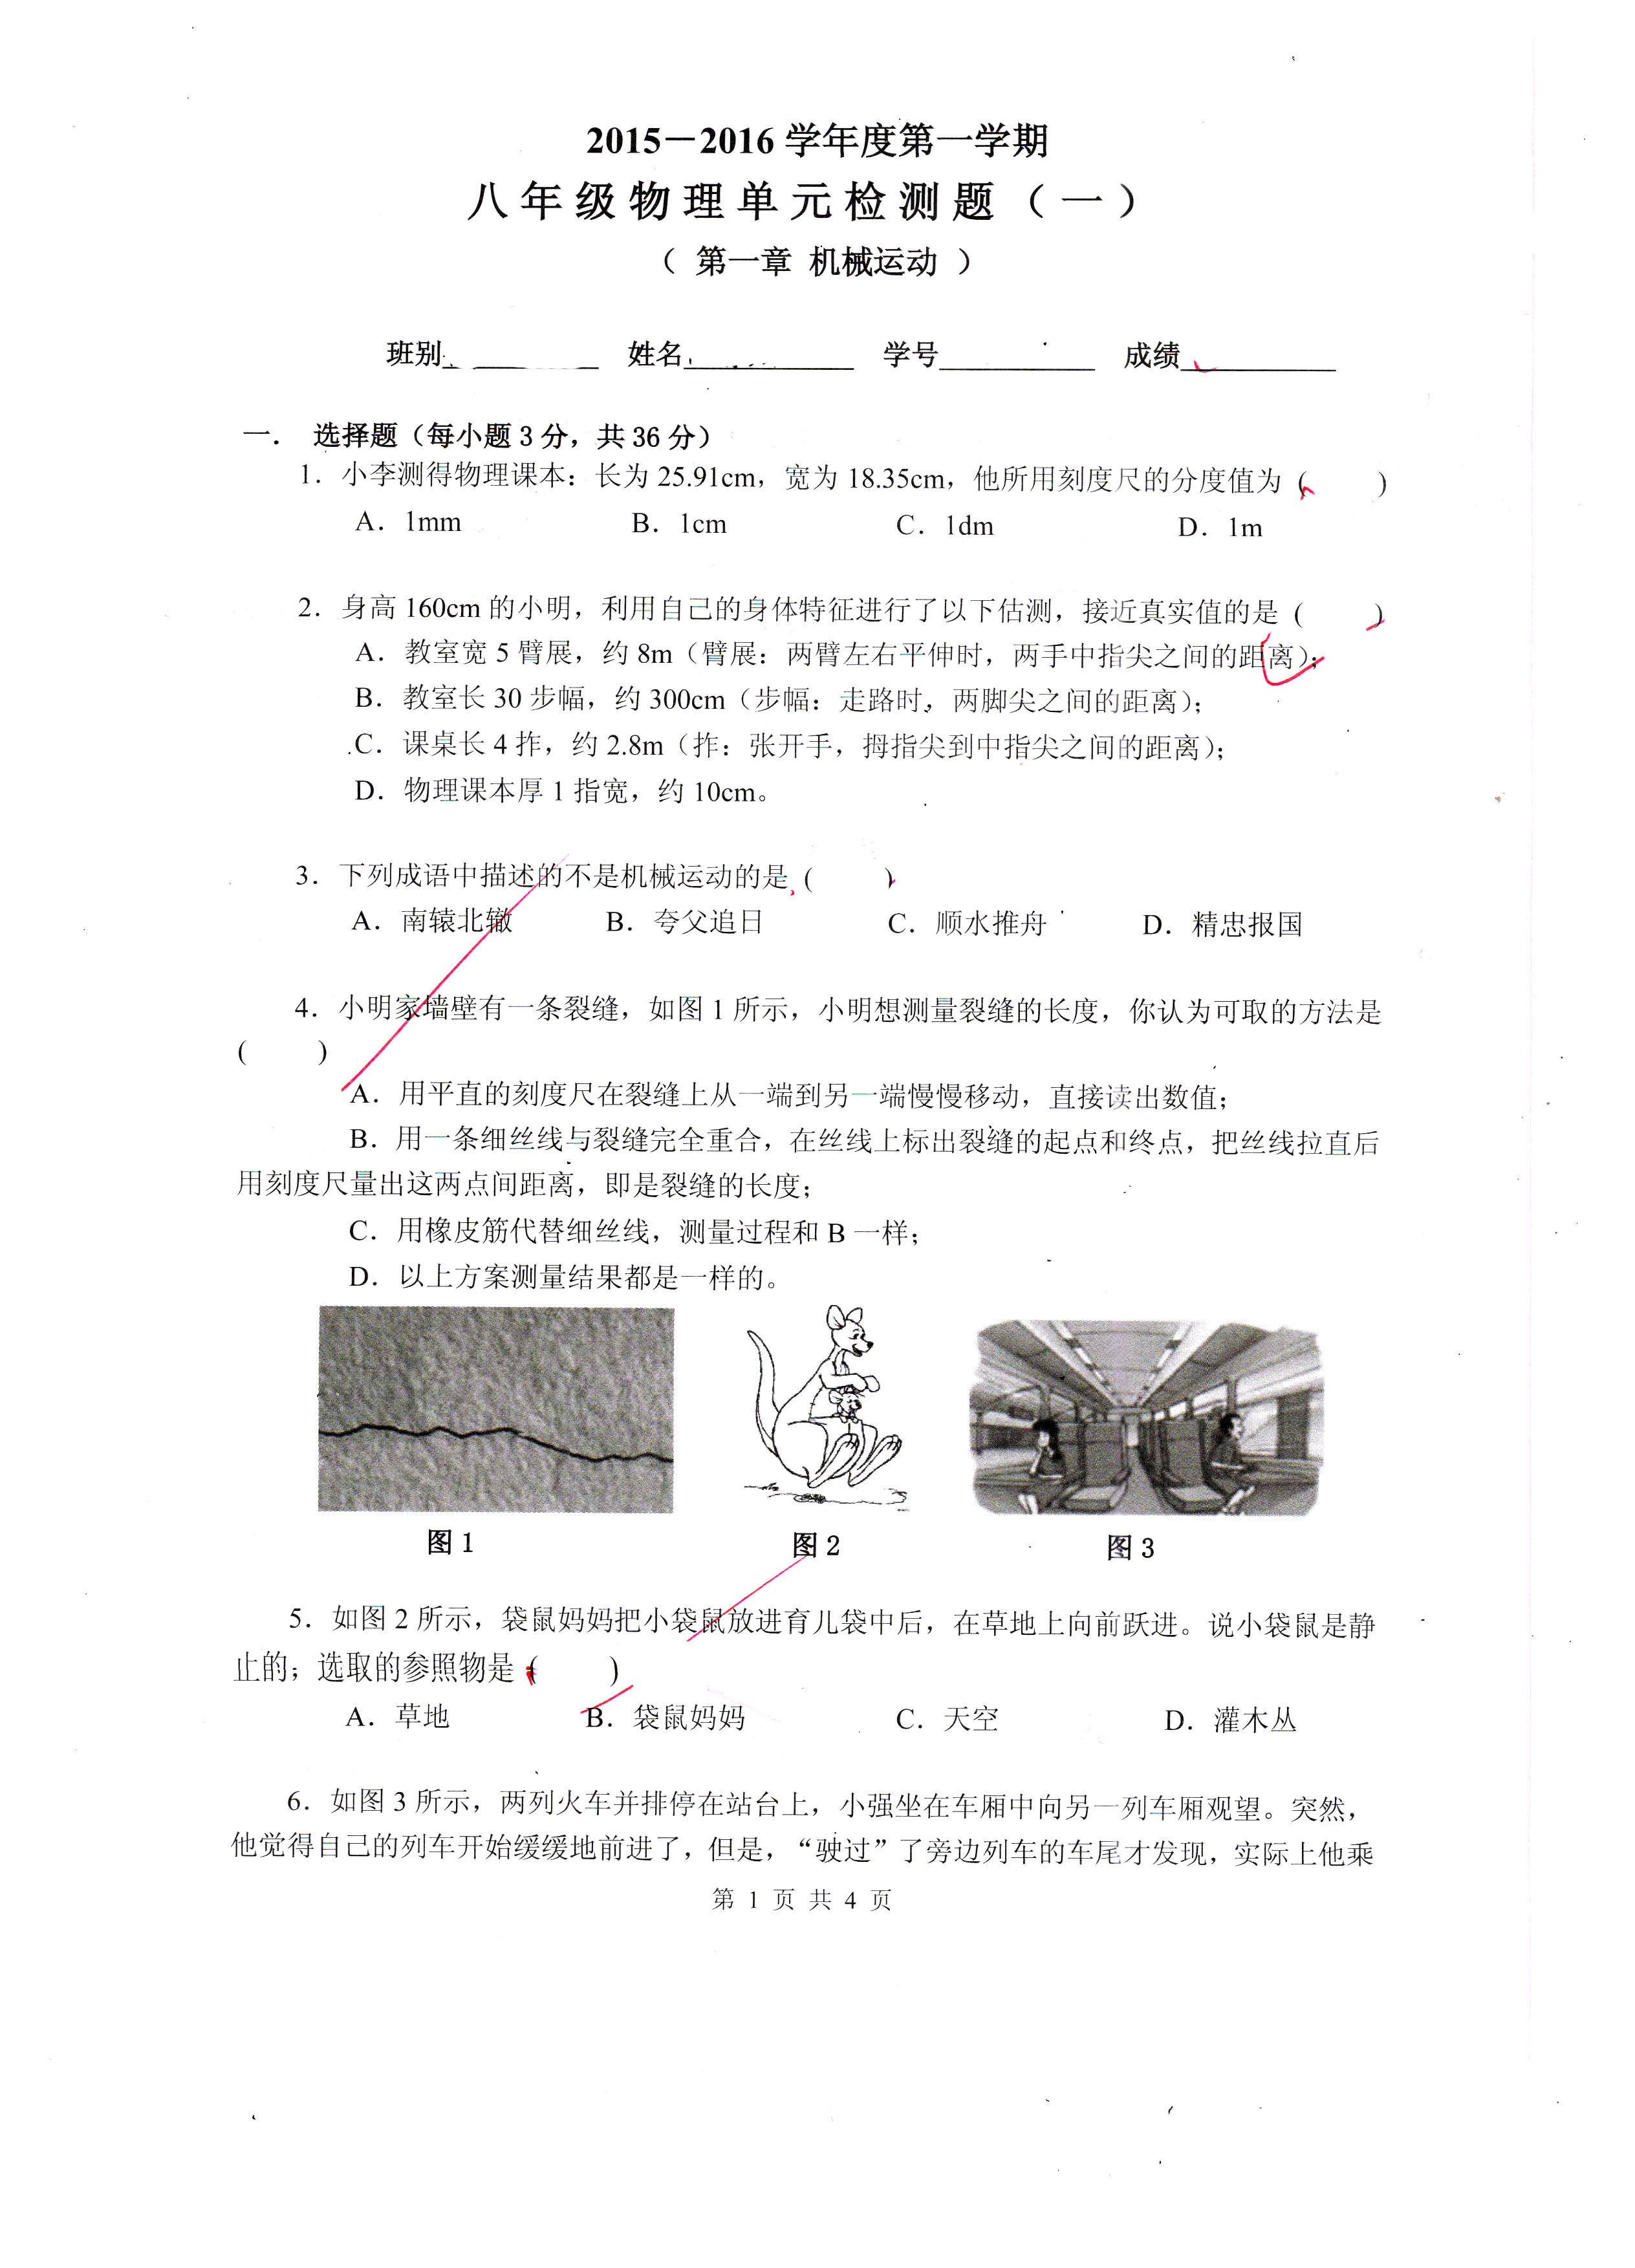 2015－2016 学年度第一学期
八年级物理单元检测题（一）
（ 第一章 机械运动 ）
班别 姓名 学号 成绩
一． 选择题（每小题 3 分，共 36 分）
1．小李测得物理课本：长为 25.91cm，宽为 18.35cm，他所用刻度尺的分度值为 ( )
A．1mm B．1cm C．1dm D．1m
2．身高 160cm 的小明，利用自己的身体特征进行了以下估测，接近真实值的是 ( )
A．教室宽 5 臂展，约 8m（臂展：两臂左右平伸时，两手中指尖之间的距离）；
B．教室长 30 步幅，约 300cm（步幅：走路时，两脚尖之间的距离）；
C．课桌长 4 拃，约 2.8m（拃：张开手，拇指尖到中指尖之间的距离）；
D．物理课本厚 1 指宽，约 10cm。
3．下列成语中描述的不是机械运动的是 ( )
A．南辕北辙 B．夸父追日 C．顺水推舟 D．精忠报国
4．小明家墙壁有一条裂缝，如图 1 所示，小明想测量裂缝的长度，你认为可取的方法是
( )
A．用平直的刻度尺在裂缝上从一端到另一端慢慢移动，直接读出数值；
B．用一条细丝线与裂缝完全重合，在丝线上标出裂缝的起点和终点，把丝线拉直后
用刻度尺量出这两点间距离，即是裂缝的长度；
C．用橡皮筋代替细丝线，测量过程和 B 一样；
D．以上方案测量结果都是一样的。
图 1 图 2 图 3
5．如图 2 所示，袋鼠妈妈把小袋鼠放进育儿袋中后，在草地上向前跃进。说小袋鼠是静
止的；选取的参照物是 ( )
A．草地 B．袋鼠妈妈 C．天空 D．灌木丛
6．如图 3 所示，两列火车并排停在站台上，小强坐在车厢中向另一列车厢观望。突然，
他觉得自己的列车开始缓缓地前进了，但是，“驶过”了旁边列车的车尾才发现，实际上他乘
第 1 页 共 4 页